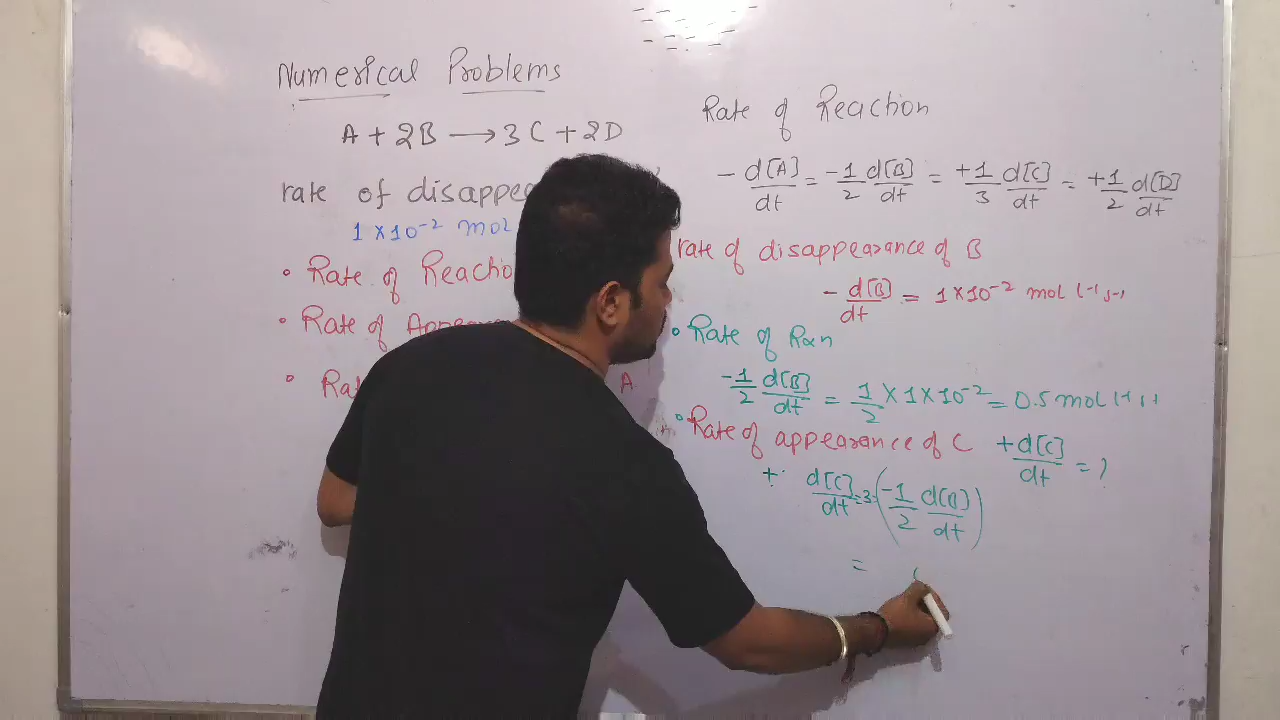 Numerical Problems
A + 2B ⟶ 3C + 2D
rate of disappea
1 × 10⁻² mol
• Rate of Reactio
• Rate of Appear
• Rat
A
Rate of Reaction
- d[A]/dt = -1/2 d[B]/dt = +1/3 d[C]/dt = +1/2 d[D]/dt
rate of disappearance of B
- d[B]/dt = 1 × 10⁻² mol L⁻¹ s⁻¹
• Rate of Rxn
-1/2 d[B]/dt = 1/2 × 1 × 10⁻² = 0.5 mol L⁻¹ s⁻¹
• Rate of appearance of C + d[C]/dt = ?
+ d[C]/dt = 3 (-1/2 d[B]/dt)
= (